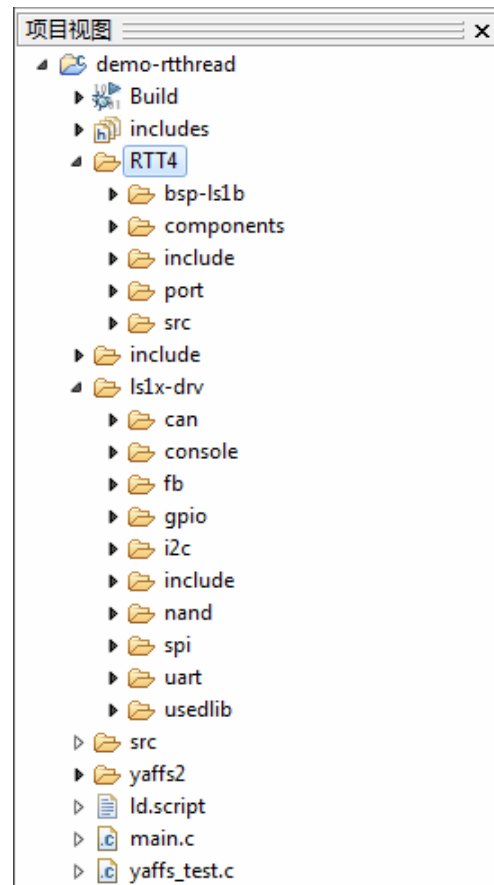 项目视图
demo-rtthread
Build
includes
RTT4
bsp-ls1b
components
include
port
src
include
ls1x-drv
can
console
fb
gpio
i2c
include
nand
spi
uart
usedlib
src
yaffs2
ld.script
main.c
yaffs_test.c